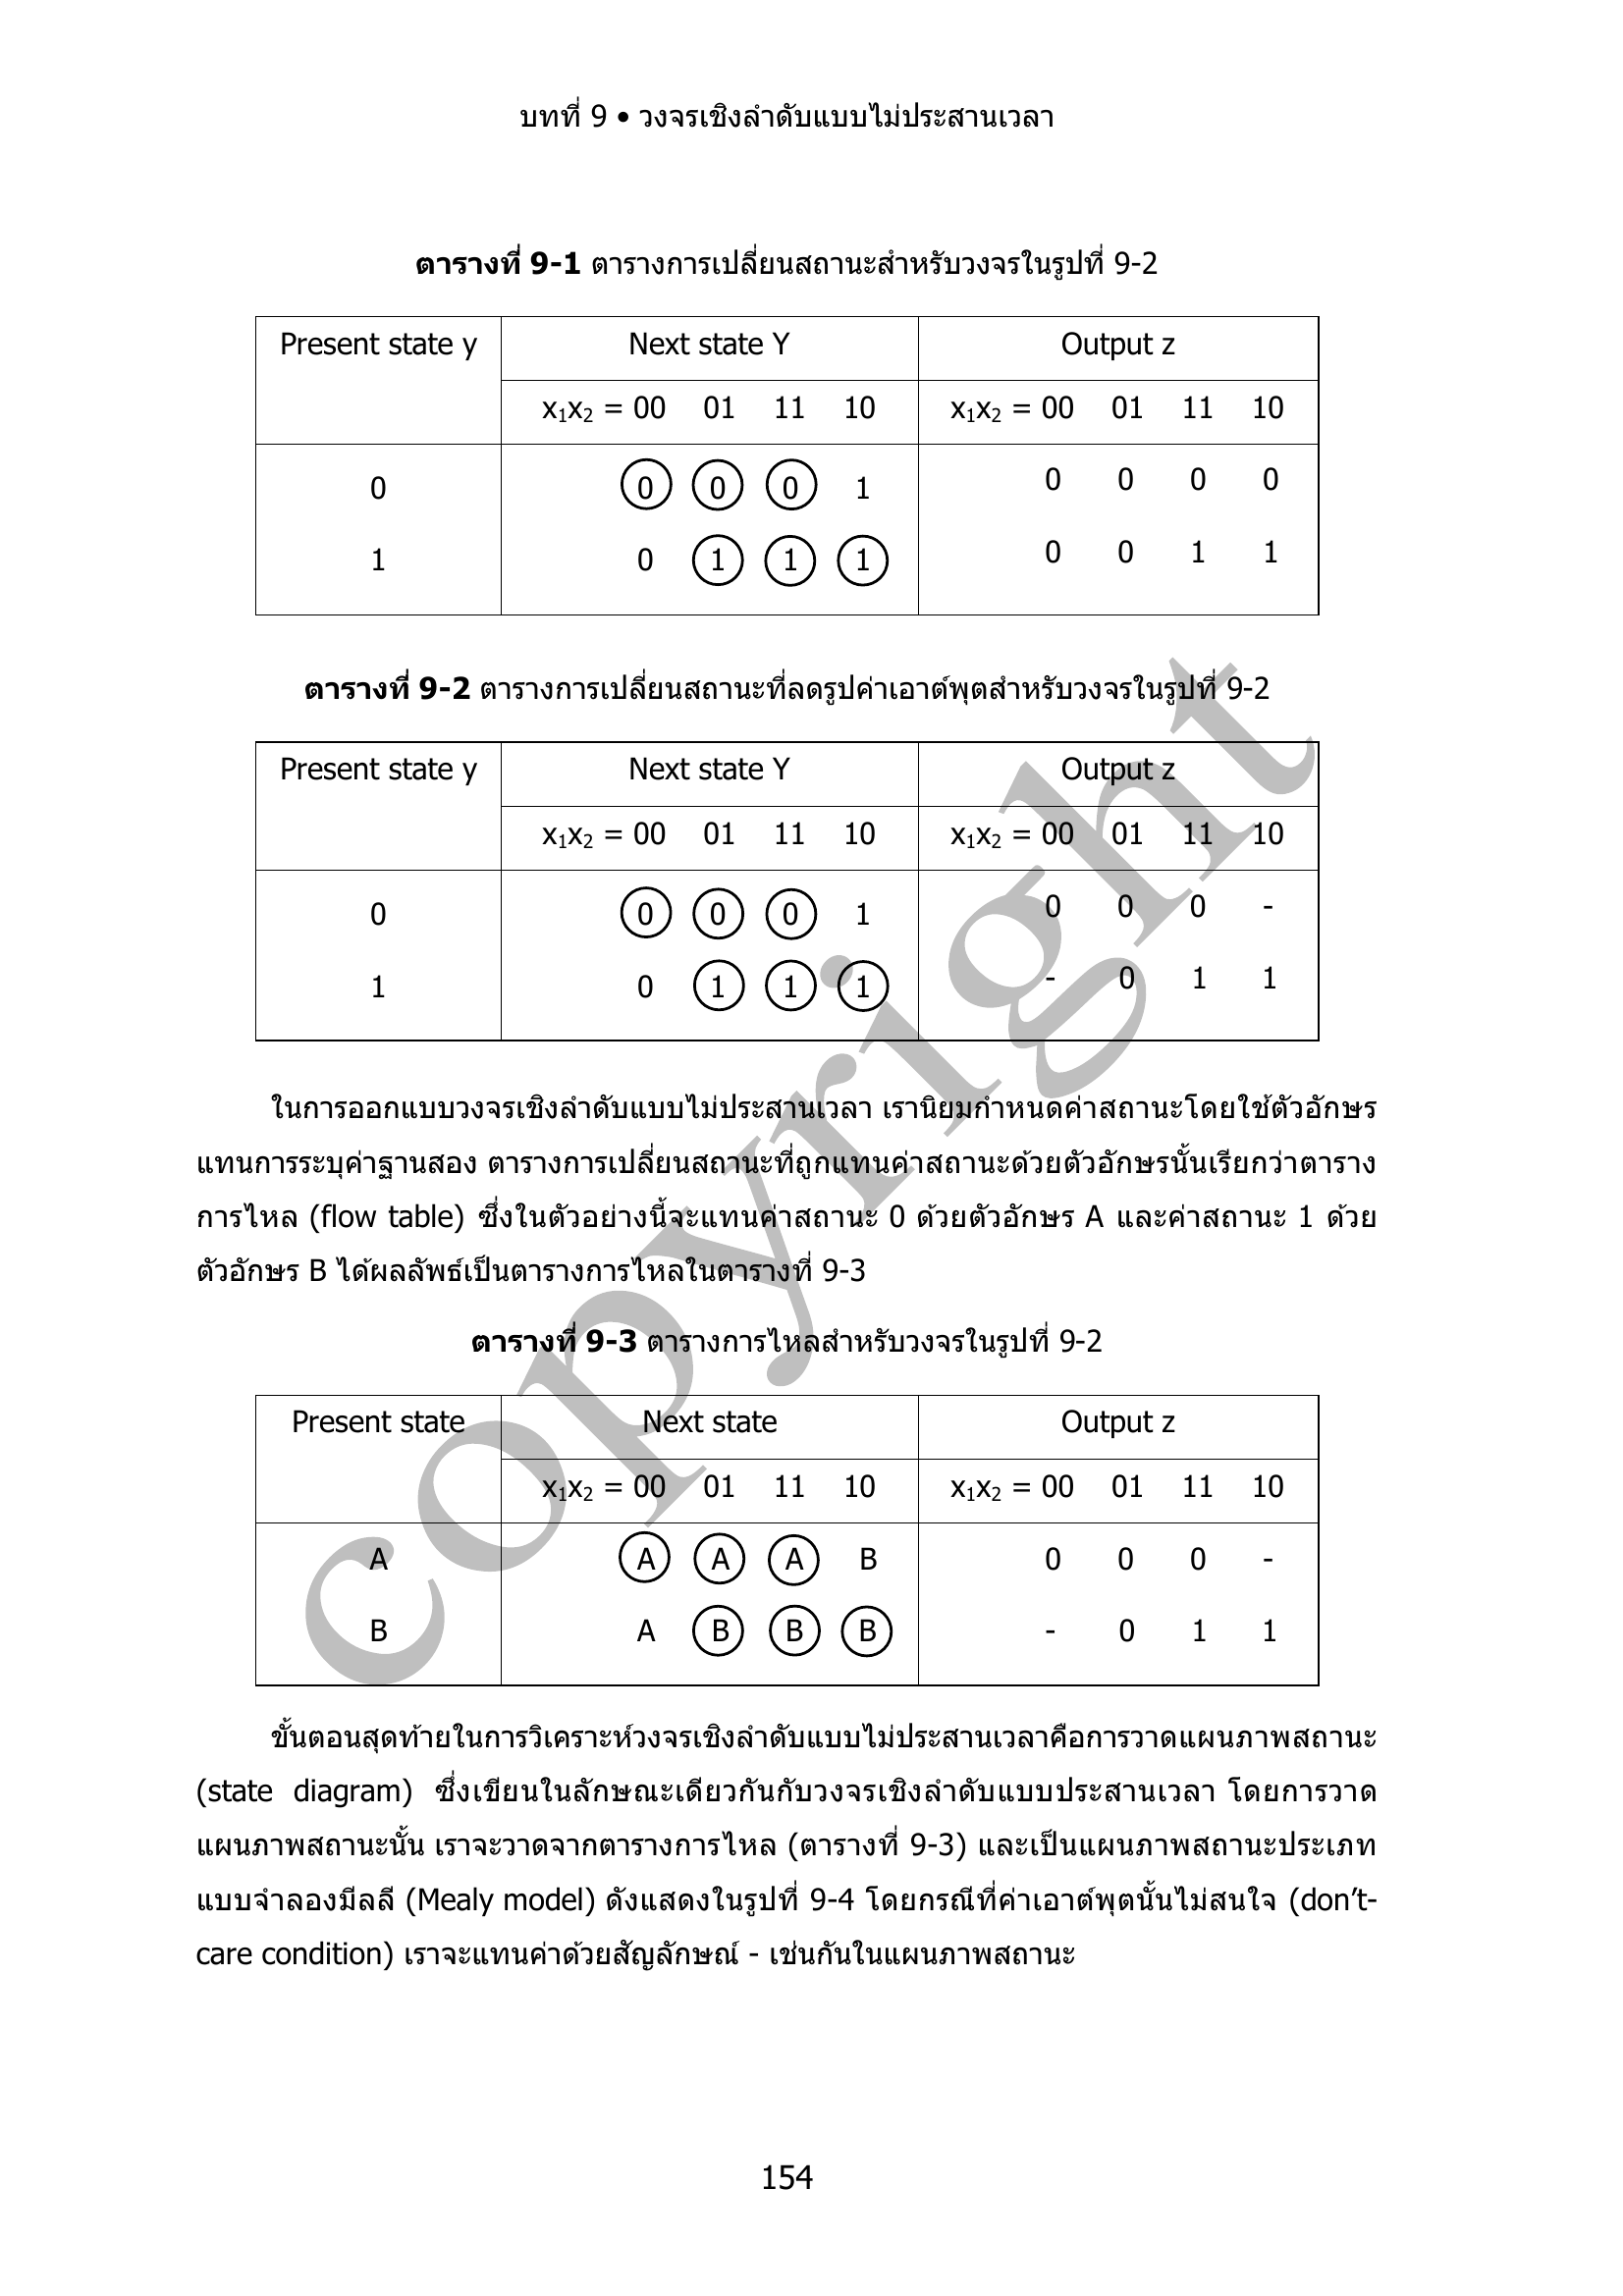 บทที่ 9 • วงจรเชิงลำดับแบบไม่ประสานเวลา
ตารางที่ 9-1 ตารางการเปลี่ยนสถานะสำหรับวงจรในรูปที่ 9-2
Present state y Next state Y Output z
x₁x₂ = 00 01 11 10 x₁x₂ = 00 01 11 10
0 0 0 0 1 0 0 0 0
1 0 1 1 1 0 0 1 1
ตารางที่ 9-2 ตารางการเปลี่ยนสถานะที่ลดรูปค่าเอาต์พุตสำหรับวงจรในรูปที่ 9-2
Present state y Next state Y Output z
x₁x₂ = 00 01 11 10 x₁x₂ = 00 01 11 10
0 0 0 0 1 0 0 0 -
1 0 1 1 1 - 0 1 1
ในการออกแบบวงจรเชิงลำดับแบบไม่ประสานเวลา เรานิยมกำหนดค่าสถานะโดยใช้ตัวอักษร
แทนการระบุค่าฐานสอง ตารางการเปลี่ยนสถานะที่ถูกแทนค่าสถานะด้วยตัวอักษรนั้นเรียกว่าตาราง
การไหล (flow table) ซึ่งในตัวอย่างนี้จะแทนค่าสถานะ 0 ด้วยตัวอักษร A และค่าสถานะ 1 ด้วย
ตัวอักษร B ได้ผลลัพธ์เป็นตารางการไหลในตารางที่ 9-3
ตารางที่ 9-3 ตารางการไหลสำหรับวงจรในรูปที่ 9-2
Present state Next state Output z
x₁x₂ = 00 01 11 10 x₁x₂ = 00 01 11 10
A A A A B 0 0 0 -
B A B B B - 0 1 1
ขั้นตอนสุดท้ายในการวิเคราะห์วงจรเชิงลำดับแบบไม่ประสานเวลาคือการวาดแผนภาพสถานะ
(state diagram) ซึ่งเขียนในลักษณะเดียวกันกับวงจรเชิงลำดับแบบประสานเวลา โดยการวาด
แผนภาพสถานะนั้น เราจะวาดจากตารางการไหล (ตารางที่ 9-3) และเป็นแผนภาพสถานะประเภท
แบบจำลองมีลลี (Mealy model) ดังแสดงในรูปที่ 9-4 โดยกรณีที่ค่าเอาต์พุตนั้นไม่สนใจ (don't-
care condition) เราจะแทนค่าด้วยสัญลักษณ์ - เช่นกันในแผนภาพสถานะ
154
copyright